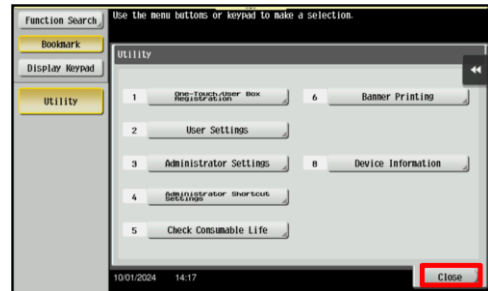 Function Search
Use the menu buttons or keypad to make a selection.
Bookmark
Display Keypad
Utility
Utility
1 One-Touch/User Box
Registration
6 Banner Printing
2 User Settings
3 Administrator Settings
8 Device Information
4 Administrator Shortcut
Settings
5 Check Consumable Life
10/01/2024 14:17
Close